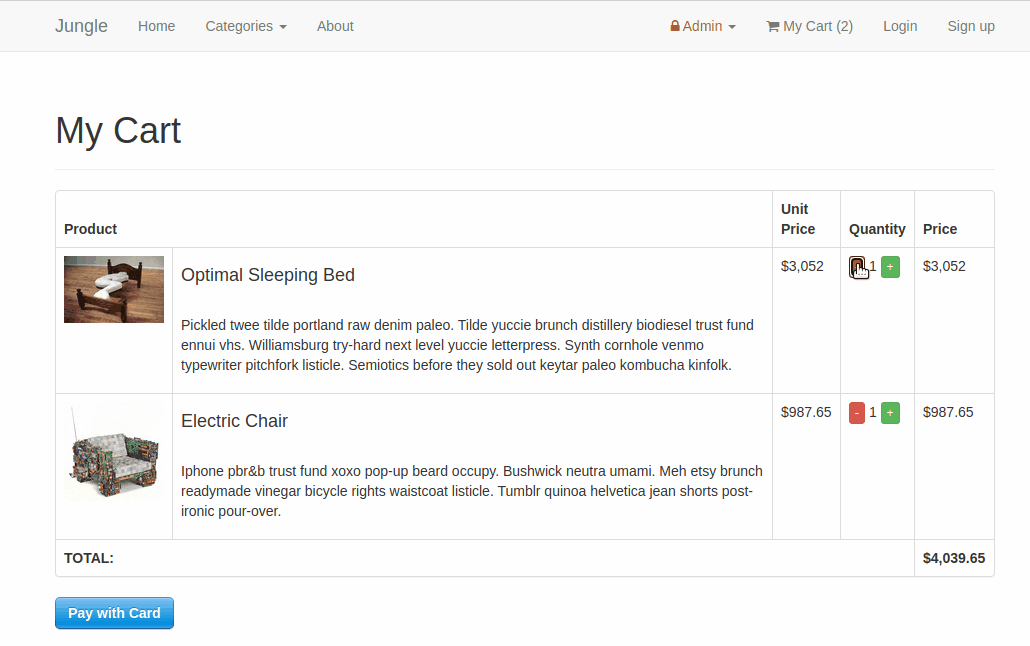 Jungle Home Categories About Admin My Cart (2) Login Sign up
My Cart
Product Unit Price Quantity Price
Optimal Sleeping Bed $3,052 1 + $3,052
Pickled twee tilde portland raw denim paleo. Tilde yuccie brunch distillery biodiesel trust fund
ennui vhs. Williamsburg try-hard next level yuccie letterpress. Synth cornhole venmo
typewriter pitchfork listicle. Semiotics before they sold out keytar paleo kombucha kinfolk.
Electric Chair $987.65 - 1 + $987.65
Iphone pbr&b trust fund xoxo pop-up beard occupy. Bushwick neutra umami. Meh etsy brunch
readymade vinegar bicycle rights waistcoat listicle. Tumblr quinoa helvetica jean shorts post-
ironic pour-over.
TOTAL: $4,039.65
Pay with Card